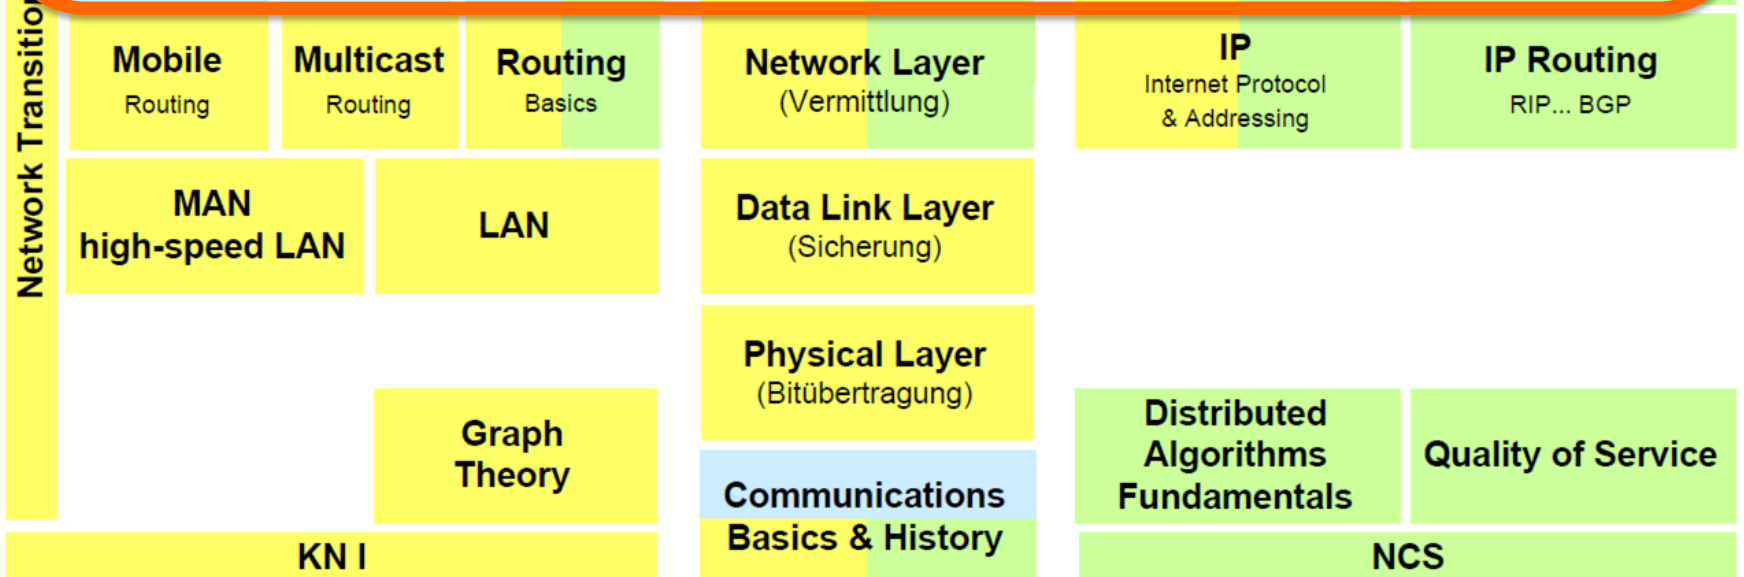 Network Transition
Mobile
Routing
Multicast
Routing
Routing
Basics
Network Layer
(Vermittlung)
IP
Internet Protocol
& Addressing
IP Routing
RIP... BGP
MAN
high-speed LAN
LAN
Data Link Layer
(Sicherung)
Physical Layer
(Bitübertragung)
Graph
Theory
Distributed
Algorithms
Fundamentals
Quality of Service
Communications
Basics & History
KN I
NCS